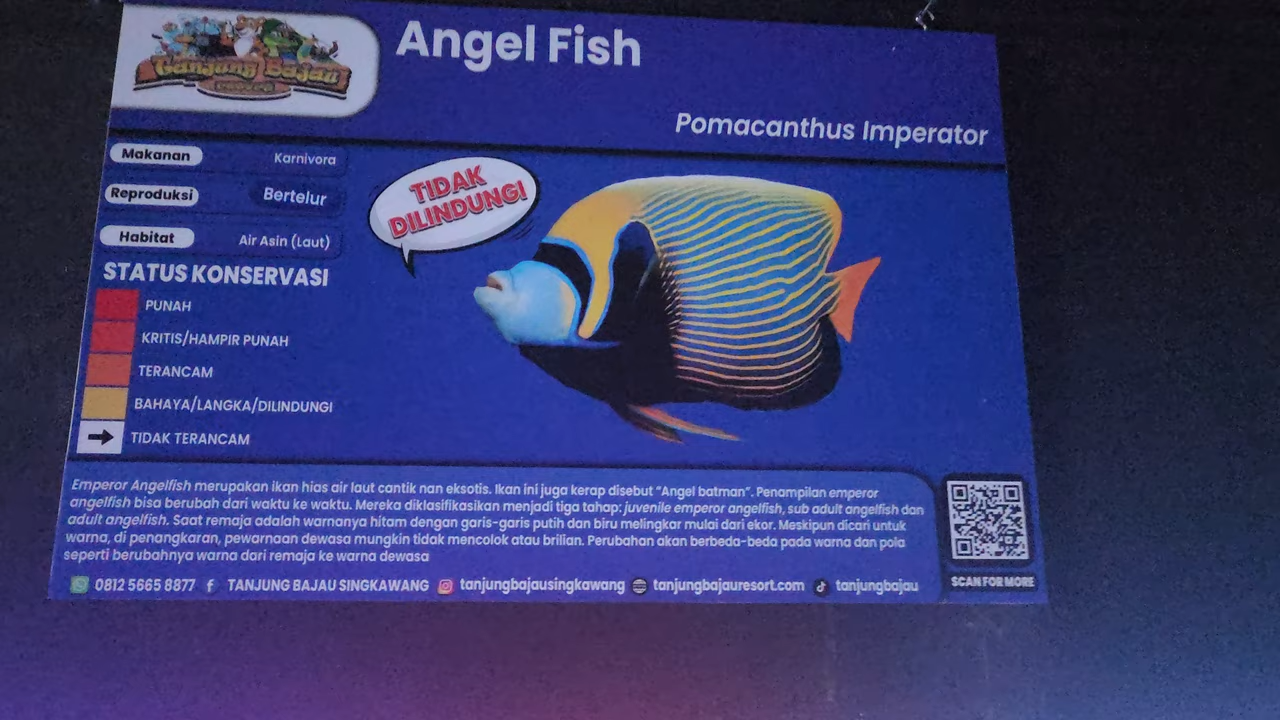 Tanjung Bajau
Angel Fish
Pomacanthus Imperator
Makanan Karnivora
Reproduksi Bertelur
Habitat Air Asin (Laut)
TIDAK
DILINDUNGI
STATUS KONSERVASI
PUNAH
KRITIS/HAMPIR PUNAH
TERANCAM
BAHAYA/LANGKA/DILINDUNGI
TIDAK TERANCAM
Emperor Angelfish merupakan ikan hias air laut cantik nan eksotis. Ikan ini juga kerap disebut “Angel batman”. Penampilan emperor
angelfish bisa berubah dari waktu ke waktu. Mereka diklasifikasikan menjadi tiga tahap: juvenile emperor angelfish, sub adult angelfish dan
adult angelfish. Saat remaja adalah warnanya hitam dengan garis-garis putih dan biru melingkar mulai dari ekor. Meskipun dicari untuk
warna, di penangkaran, pewarnaan dewasa mungkin tidak mencolok atau brilian. Perubahan akan berbeda-beda pada warna dan pola
seperti berubahnya warna dari remaja ke warna dewasa
0812 5665 8877 TANJUNG BAJAU SINGKAWANG tanjungbajausingkawang tanjungbajauresort.com tanjungbajau
SCAN FOR MORE